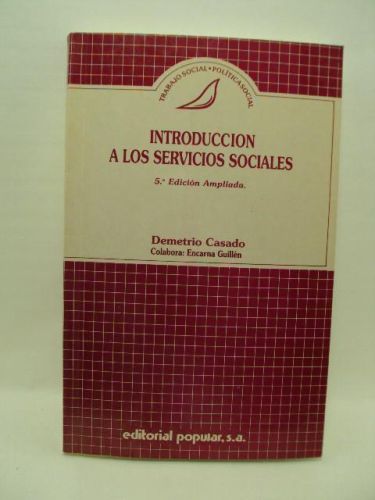 TRABAJO SOCIAL • POLITICA SOCIAL
INTRODUCCION
A LOS SERVICIOS SOCIALES
5.ª Edición Ampliada.
Demetrio Casado
Colabora: Encarna Guillén
editorial popular, s.a.